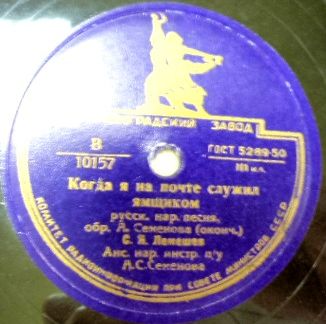 ГРАДСКИЙ ЗАВОД
В
10157
ГОСТ 5289-50
Когда я на почте служил
ямщиком
русск. нар. песня,
обр. А. Семенова (оконч.)
С. Я. Лемешев
Анс. нар. инстр. п/у
А.С.Семенова
КОМИТЕТ РАДИОИНФОРМАЦИИ ПРИ СОВЕТЕ МИНИСТРОВ СССР